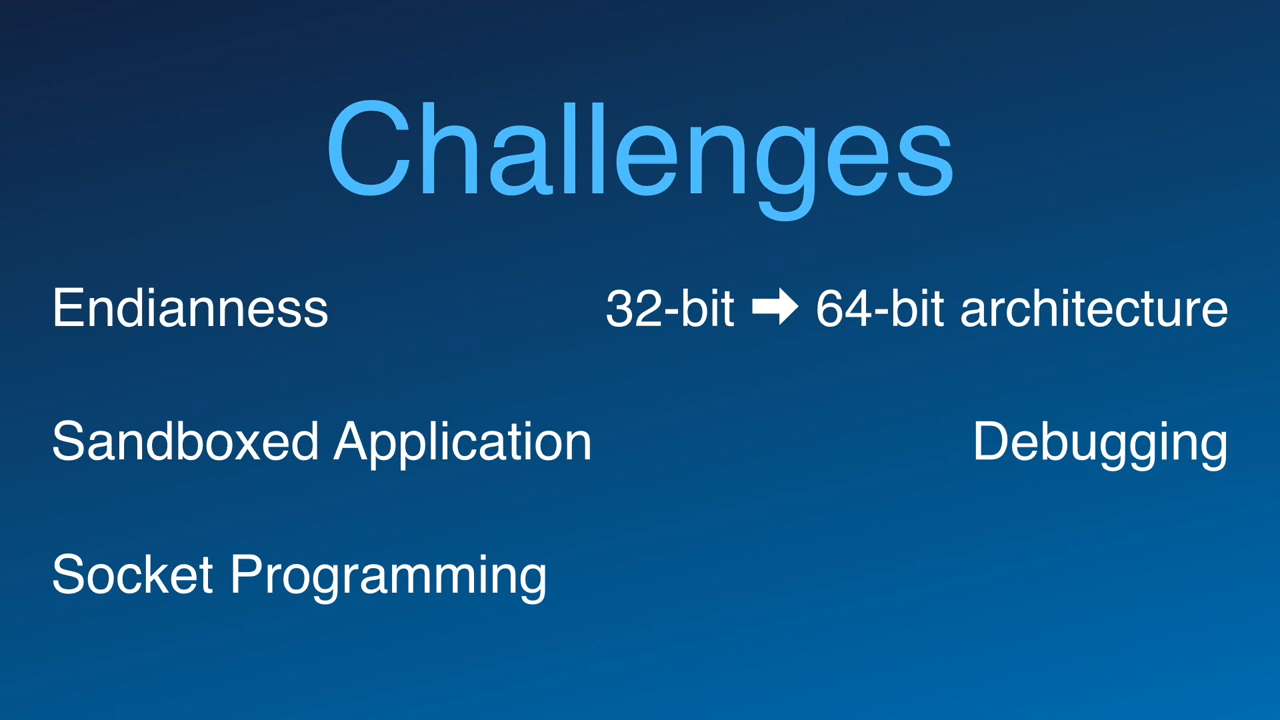 Challenges
Endianness
32-bit ➡ 64-bit architecture
Sandboxed Application
Debugging
Socket Programming